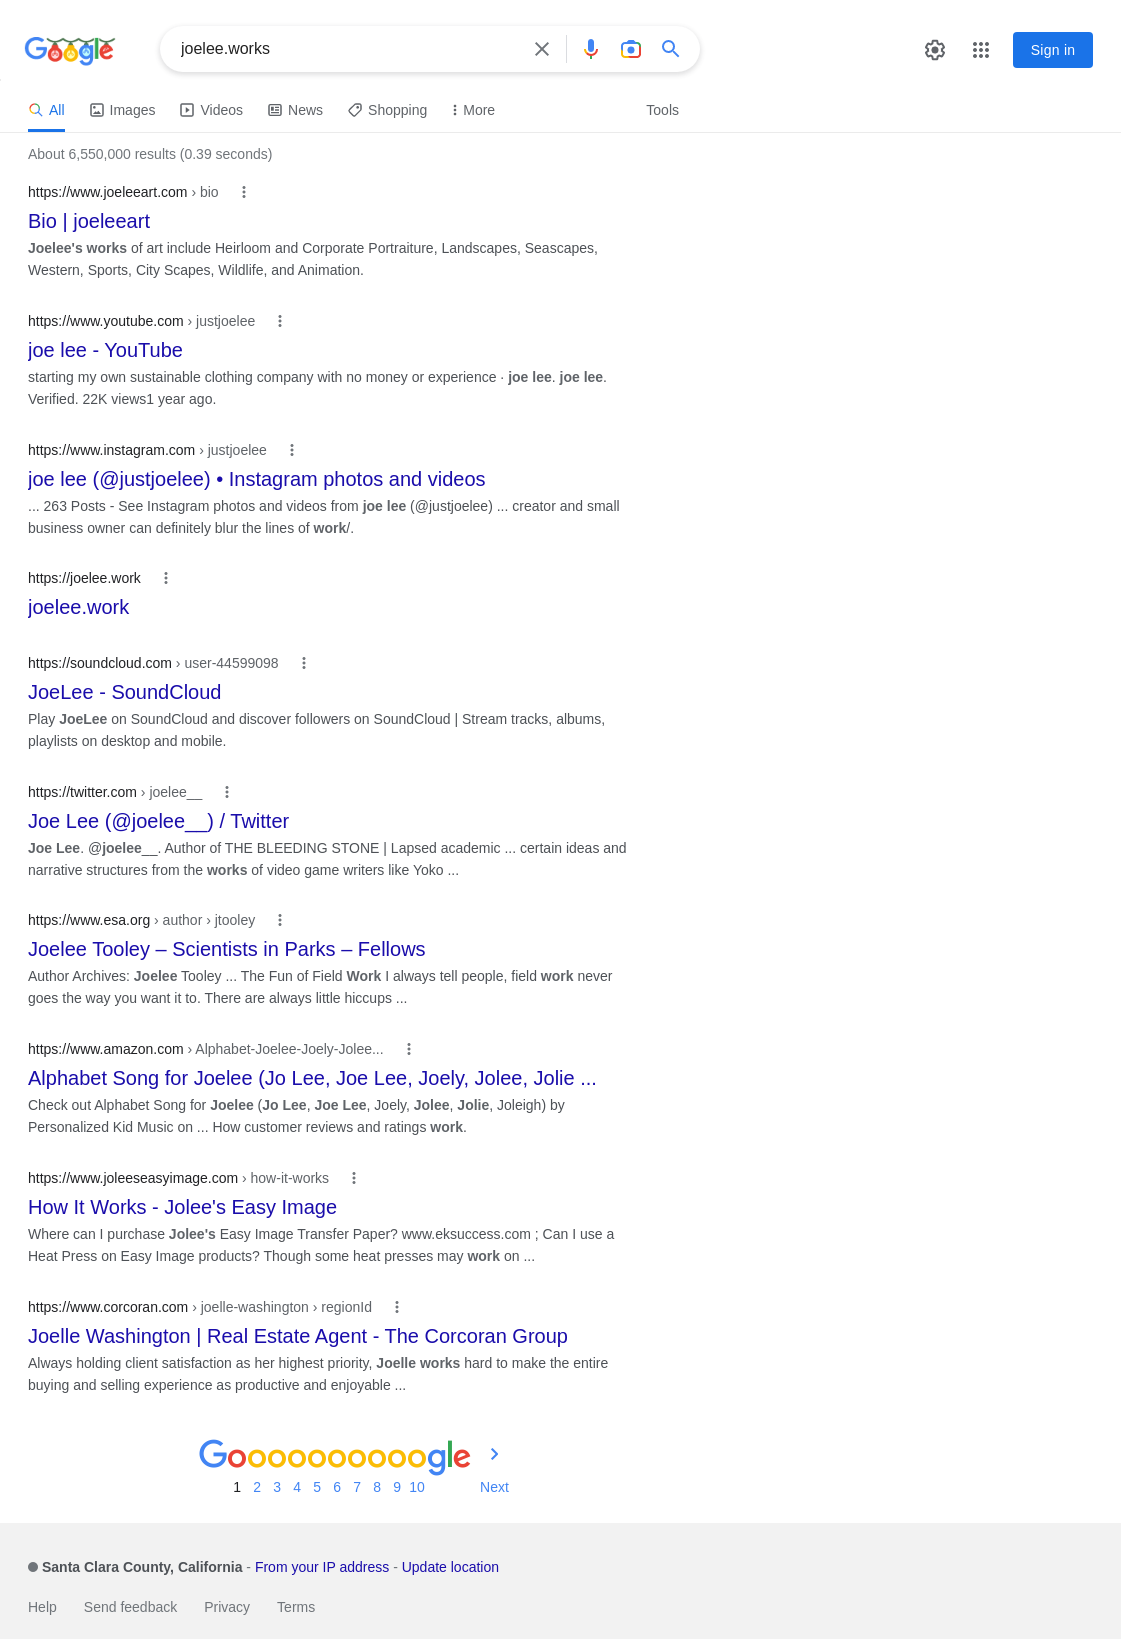 Google
joelee.works
Sign in
All
Images
Videos
News
Shopping
More
Tools
About 6,550,000 results (0.39 seconds)
https://www.joeleeart.com › bio
Bio | joeleeart
Joelee's works of art include Heirloom and Corporate Portraiture, Landscapes, Seascapes,
Western, Sports, City Scapes, Wildlife, and Animation.
https://www.youtube.com › justjoelee
joe lee - YouTube
starting my own sustainable clothing company with no money or experience · joe lee. joe lee.
Verified. 22K views1 year ago.
https://www.instagram.com › justjoelee
joe lee (@justjoelee) • Instagram photos and videos
... 263 Posts - See Instagram photos and videos from joe lee (@justjoelee) ... creator and small
business owner can definitely blur the lines of work/.
https://joelee.work
joelee.work
https://soundcloud.com › user-44599098
JoeLee - SoundCloud
Play JoeLee on SoundCloud and discover followers on SoundCloud | Stream tracks, albums,
playlists on desktop and mobile.
https://twitter.com › joelee__
Joe Lee (@joelee__) / Twitter
Joe Lee. @joelee__. Author of THE BLEEDING STONE | Lapsed academic ... certain ideas and
narrative structures from the works of video game writers like Yoko ...
https://www.esa.org › author › jtooley
Joelee Tooley – Scientists in Parks – Fellows
Author Archives: Joelee Tooley ... The Fun of Field Work I always tell people, field work never
goes the way you want it to. There are always little hiccups ...
https://www.amazon.com › Alphabet-Joelee-Joely-Jolee...
Alphabet Song for Joelee (Jo Lee, Joe Lee, Joely, Jolee, Jolie ...
Check out Alphabet Song for Joelee (Jo Lee, Joe Lee, Joely, Jolee, Jolie, Joleigh) by
Personalized Kid Music on ... How customer reviews and ratings work.
https://www.joleeseasyimage.com › how-it-works
How It Works - Jolee's Easy Image
Where can I purchase Jolee's Easy Image Transfer Paper? www.eksuccess.com ; Can I use a
Heat Press on Easy Image products? Though some heat presses may work on ...
https://www.corcoran.com › joelle-washington › regionId
Joelle Washington | Real Estate Agent - The Corcoran Group
Always holding client satisfaction as her highest priority, Joelle works hard to make the entire
buying and selling experience as productive and enjoyable ...
Goooooooooogle
1 2 3 4 5 6 7 8 9 10 Next
Santa Clara County, California - From your IP address - Update location
Help Send feedback Privacy Terms